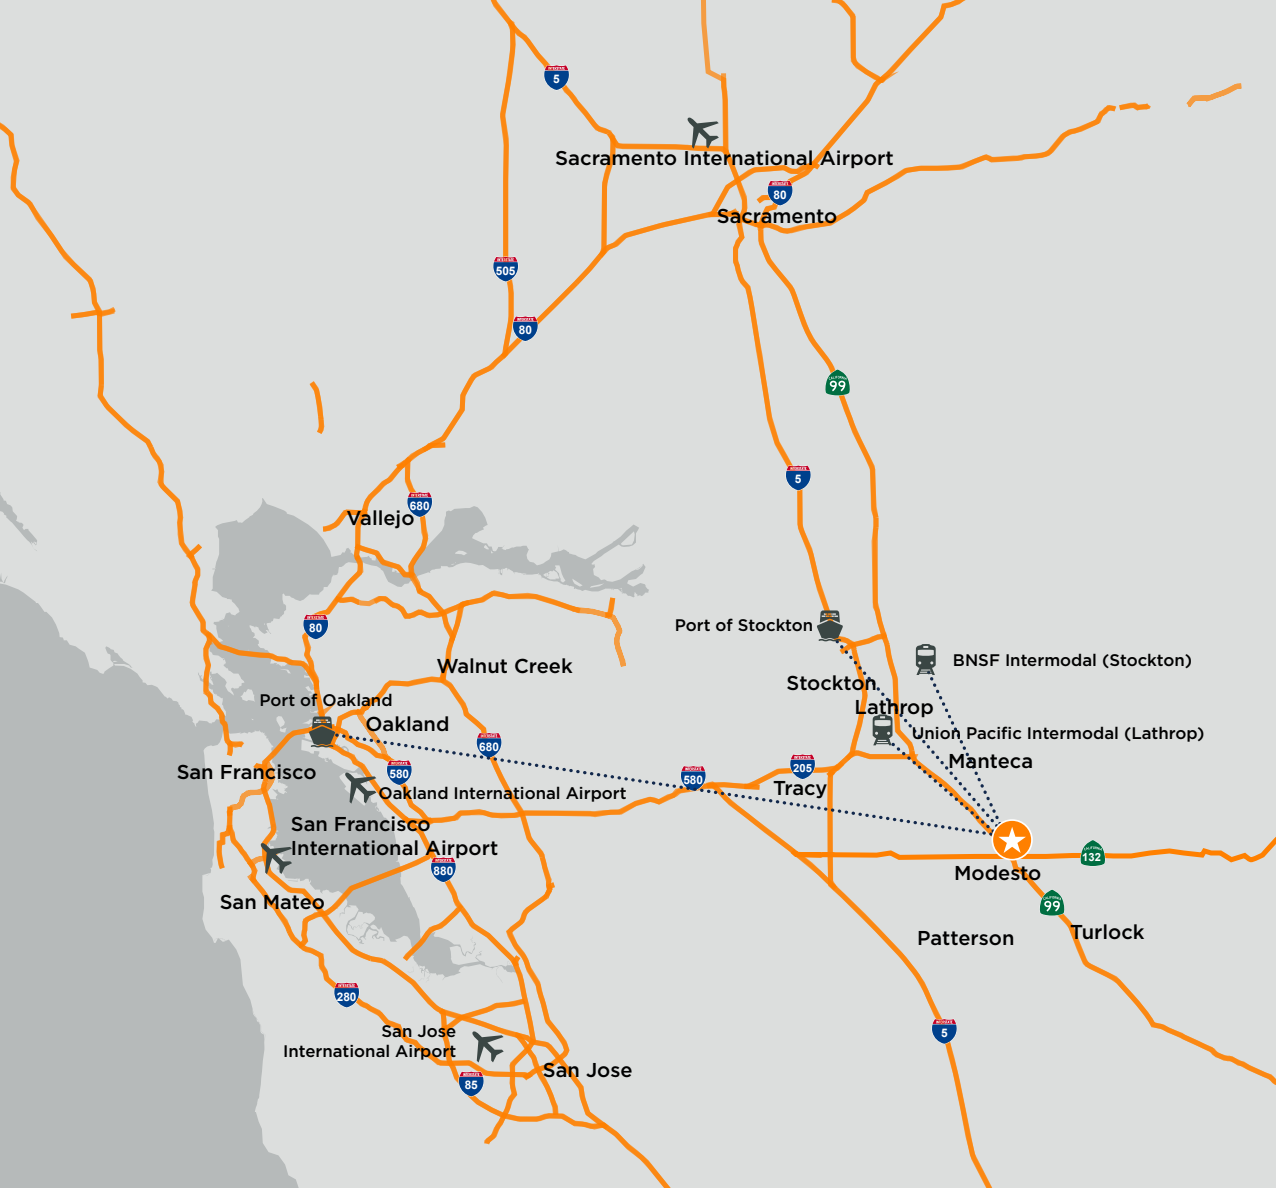 5
Sacramento International Airport
80
Sacramento
505
80
CALIFORNIA
99
5
680
Vallejo
80
Port of Stockton
BNSF Intermodal (Stockton)
Walnut Creek
Stockton
Port of Oakland
Lathrop
Oakland
Union Pacific Intermodal (Lathrop)
680
Manteca
San Francisco
580
580
205
Tracy
Oakland International Airport
San Francisco
International Airport
880
CALIFORNIA
132
Modesto
San Mateo
CALIFORNIA
99
Turlock
Patterson
280
5
San Jose
International Airport
San Jose
85